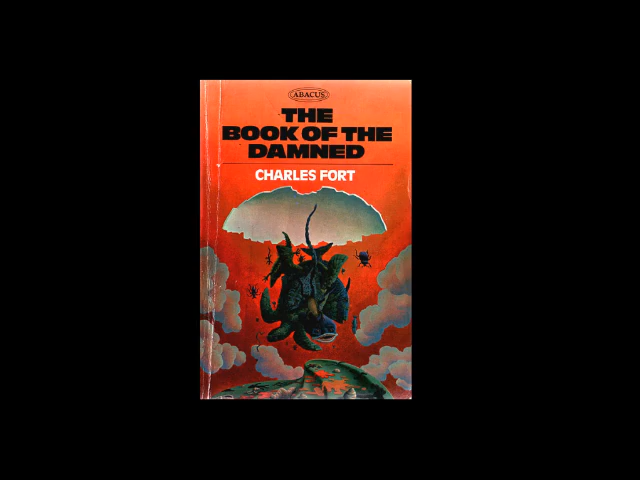 ABACUS
THE
BOOK OF THE
DAMNED
CHARLES FORT